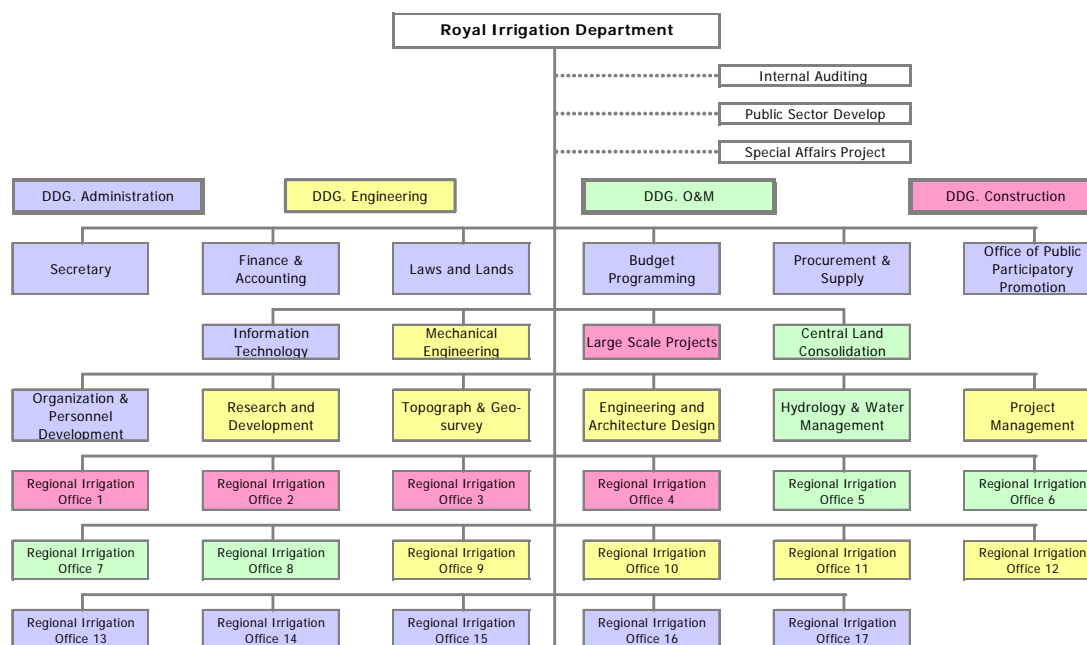 Royal Irrigation Department
Internal Auditing
Public Sector Develop
Special Affairs Project
DDG. Administration
DDG. Engineering
DDG. O&M
DDG. Construction
Secretary
Finance &
Accounting
Laws and Lands
Budget
Programming
Procurement &
Supply
Office of Public
Participatory
Promotion
Information
Technology
Mechanical
Engineering
Large Scale Projects
Central Land
Consolidation
Organization &
Personnel
Development
Research and
Development
Topograph & Geo-
survey
Engineering and
Architecture Design
Hydrology & Water
Management
Project
Management
Regional Irrigation
Office 1
Regional Irrigation
Office 2
Regional Irrigation
Office 3
Regional Irrigation
Office 4
Regional Irrigation
Office 5
Regional Irrigation
Office 6
Regional Irrigation
Office 7
Regional Irrigation
Office 8
Regional Irrigation
Office 9
Regional Irrigation
Office 10
Regional Irrigation
Office 11
Regional Irrigation
Office 12
Regional Irrigation
Office 13
Regional Irrigation
Office 14
Regional Irrigation
Office 15
Regional Irrigation
Office 16
Regional Irrigation
Office 17